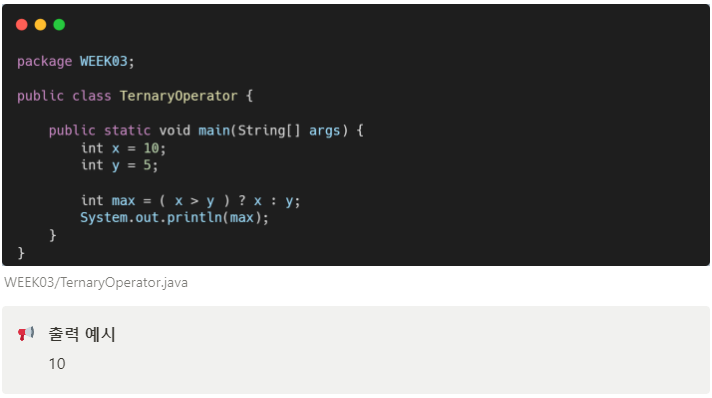 package WEEK03;
public class TernaryOperator {
    public static void main(String[] args) {
        int x = 10;
        int y = 5;
        int max = ( x > y ) ? x : y;
        System.out.println(max);
    }
}
WEEK03/TernaryOperator.java
출력 예시
10